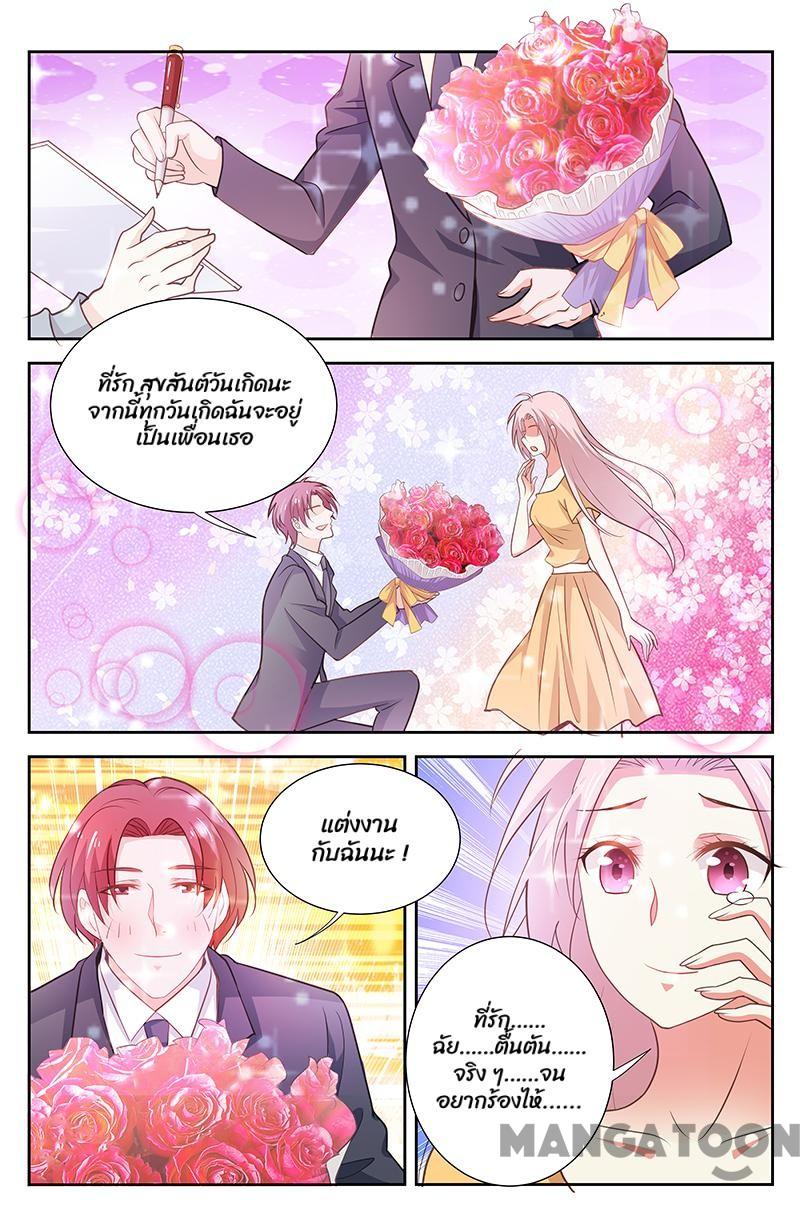 ที่รัก สุขสันต์วันเกิดนะ
จากนี้ทุกวันเกิดฉันจะอยู่
เป็นเพื่อนเธอ
แต่งงาน
กับฉันนะ !
ที่รัก......
ฉัย......ตื้นตัน......
จริง ๆ......จน
อยากร้องไห้......
MANGATOON